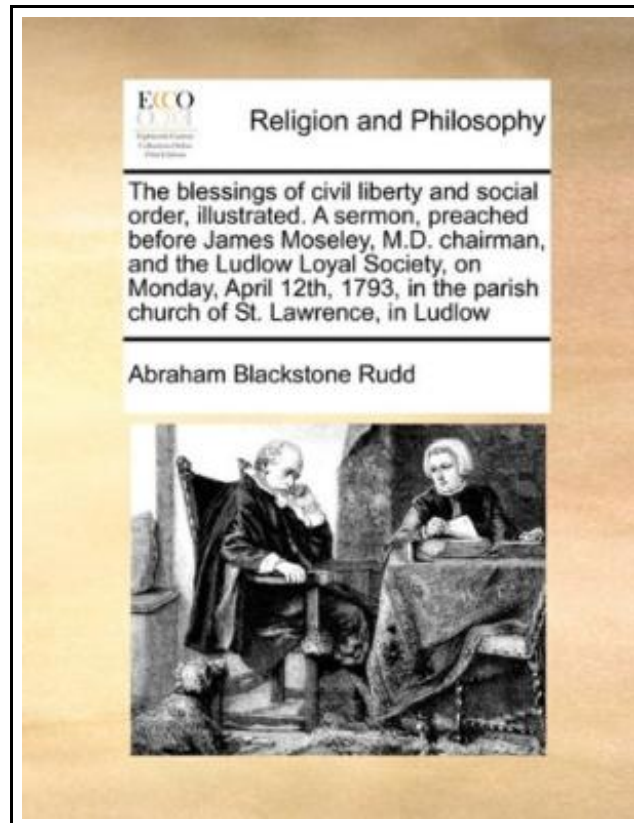 ECCO
Religion and Philosophy
The blessings of civil liberty and social
order, illustrated. A sermon, preached
before James Moseley, M.D. chairman,
and the Ludlow Loyal Society, on
Monday, April 12th, 1793, in the parish
church of St. Lawrence, in Ludlow
Abraham Blackstone Rudd